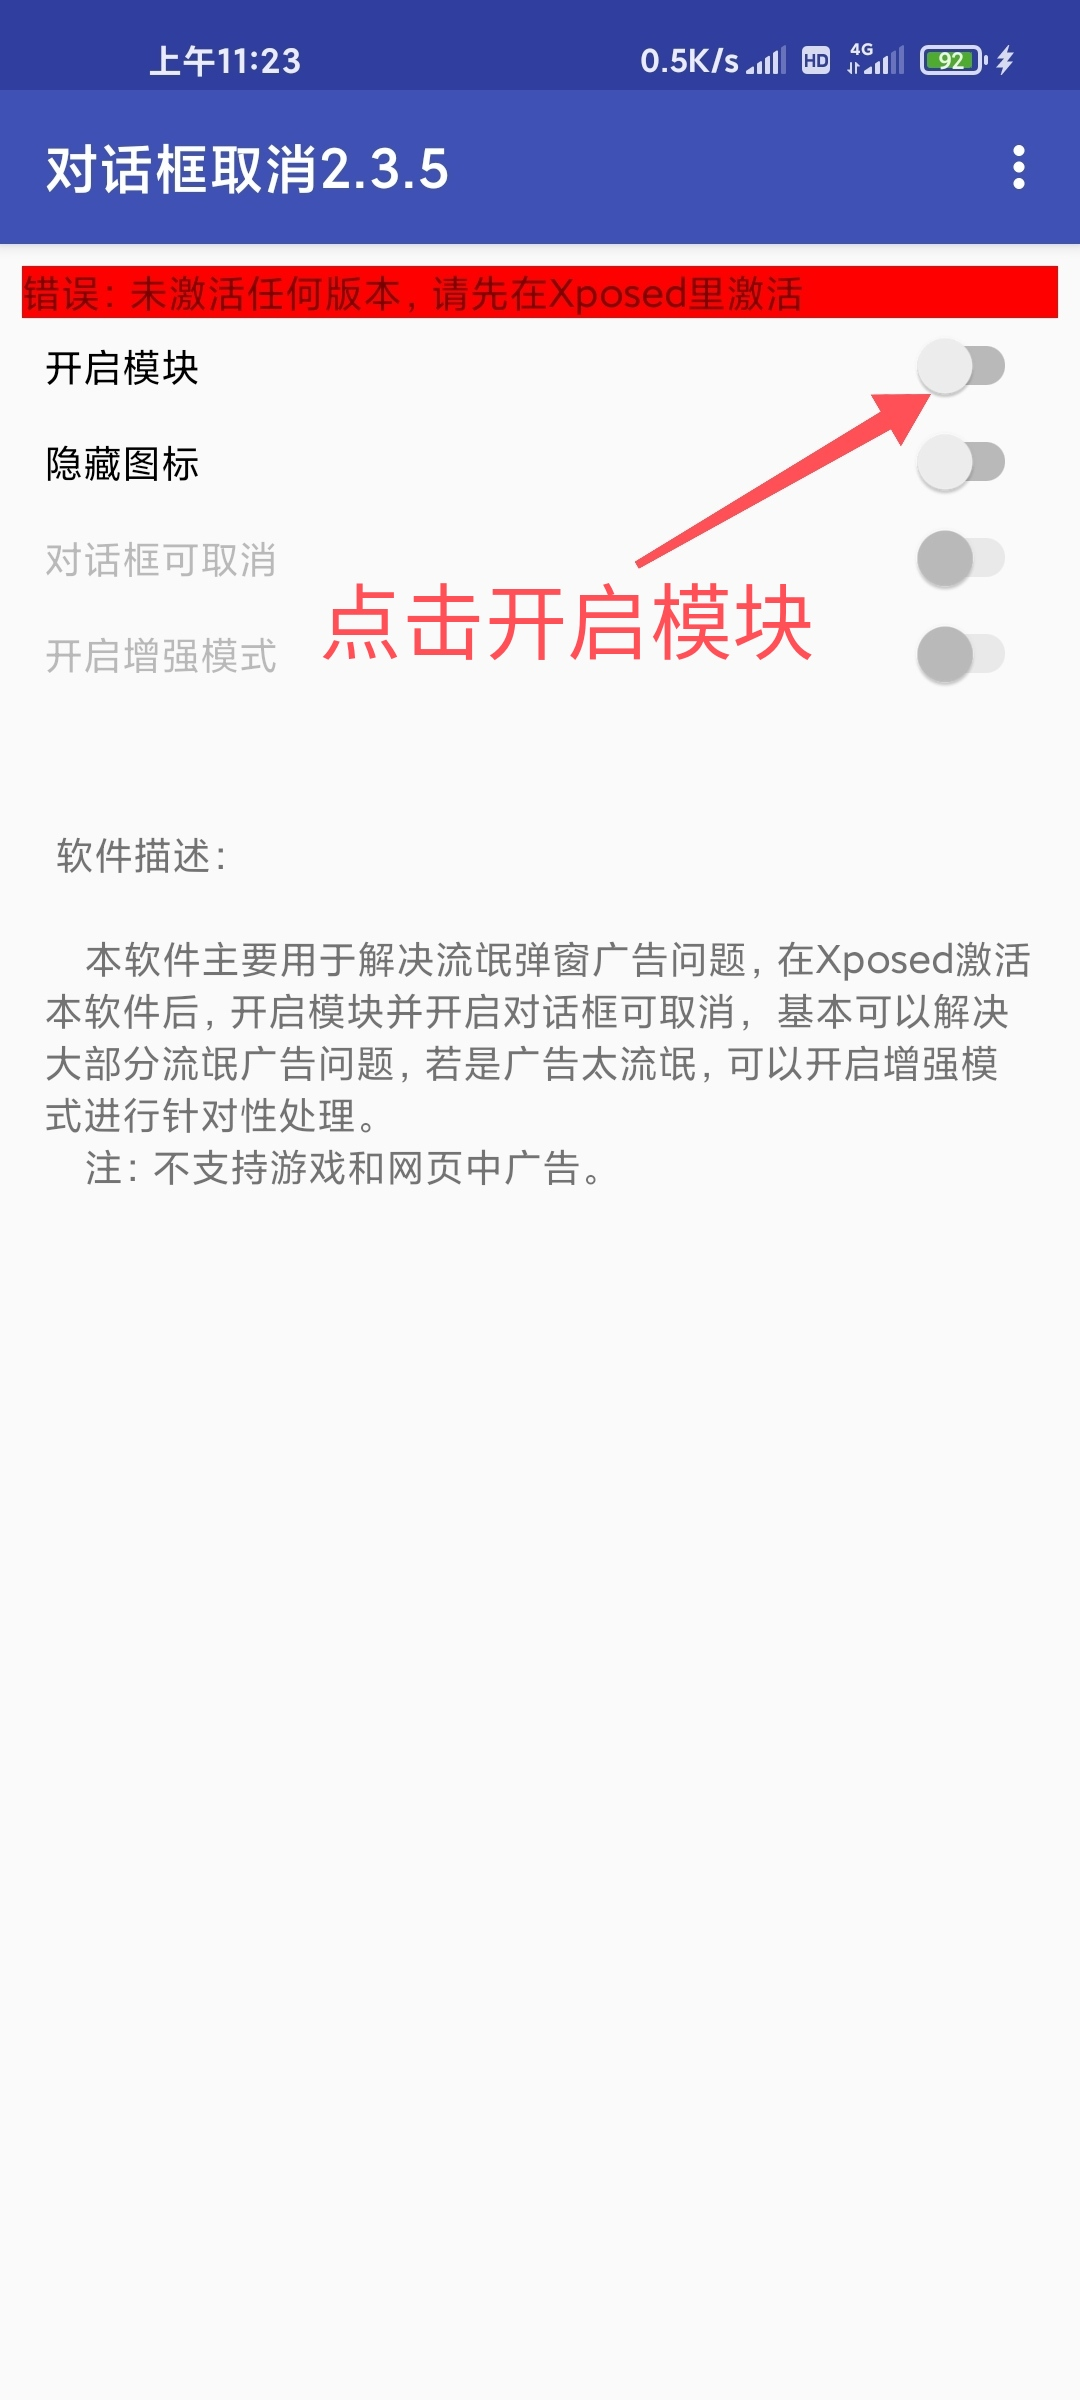 上午11:23
0.5K/s
HD
4G
92
对话框取消2.3.5
错误: 未激活任何版本, 请先在Xposed里激活
开启模块
隐藏图标
对话框可取消
点击开启模块
开启增强模式
软件描述:
本软件主要用于解决流氓弹窗广告问题, 在Xposed激活
本软件后, 开启模块并开启对话框可取消, 基本可以解决
大部分流氓广告问题, 若是广告太流氓, 可以开启增强模
式进行针对性处理。
注: 不支持游戏和网页中广告。